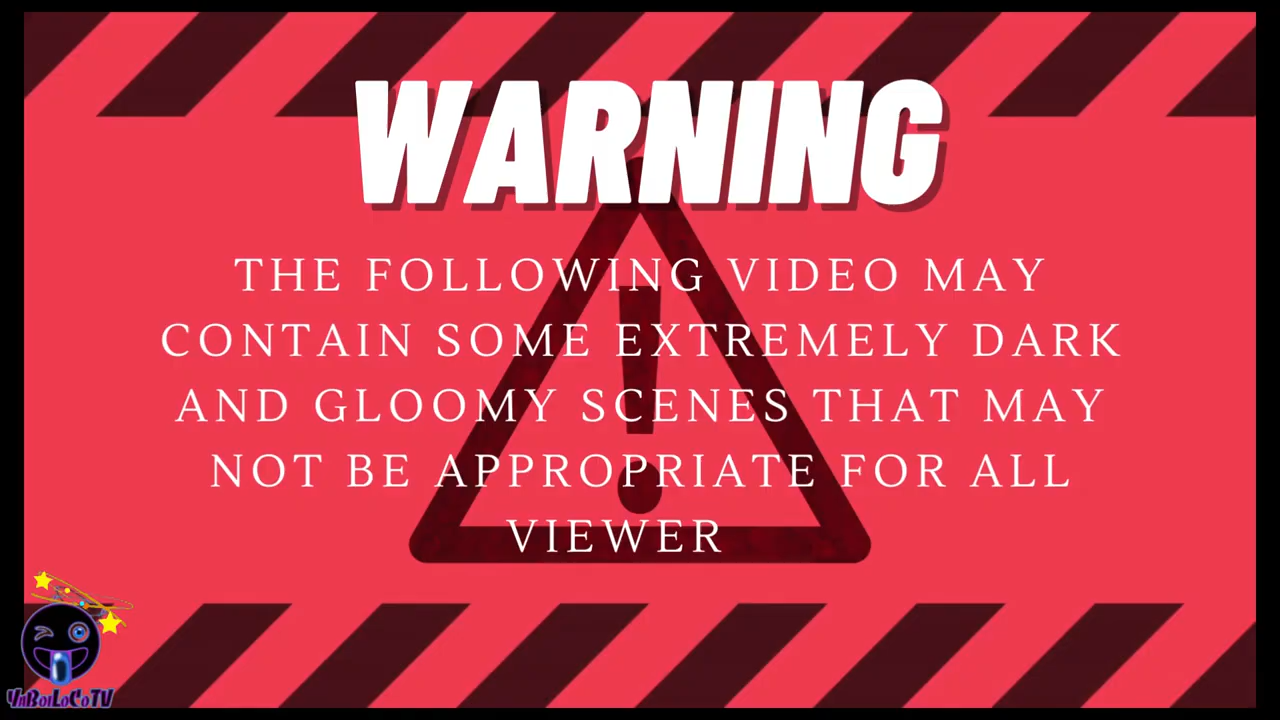 WARNING
THE FOLLOWING VIDEO MAY
CONTAIN SOME EXTREMELY DARK
AND GLOOMY SCENES THAT MAY
NOT BE APPROPRIATE FOR ALL
VIEWER
YaBoiLoCoTV